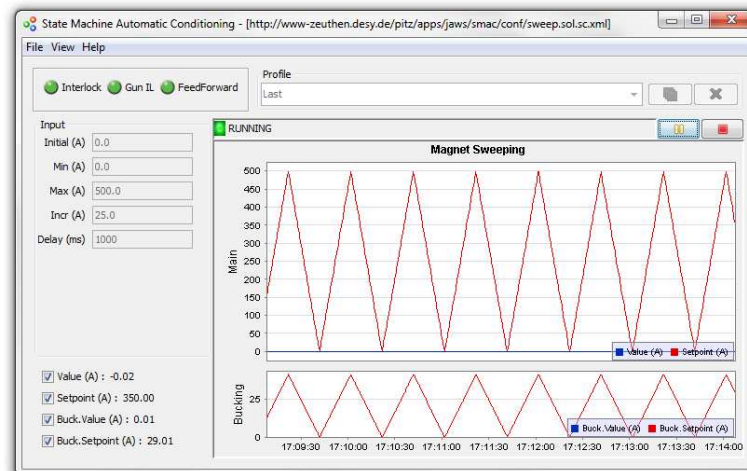 State Machine Automatic Conditioning - [http://www-zeuthen.desy.de/pitz/apps/jaws/smac/conf/sweep.sol.sc.xml]
File View Help
Interlock Gun IL FeedForward
Profile
Last
Input
Initial (A) 0.0
Min (A) 0.0
Max (A) 500.0
Incr (A) 25.0
Delay (ms) 1000
RUNNING
Magnet Sweeping
Main
500
450
400
350
300
250
200
150
100
50
0
Value (A) Setpoint (A)
Bucking
25
0
Buck.Value (A) Buck.Setpoint (A)
17:09:30 17:10:00 17:10:30 17:11:00 17:11:30 17:12:00 17:12:30 17:13:00 17:13:30 17:14:00
Value (A) : -0.02
Setpoint (A) : 350.00
Buck.Value (A) : 0.01
Buck.Setpoint (A) : 29.01